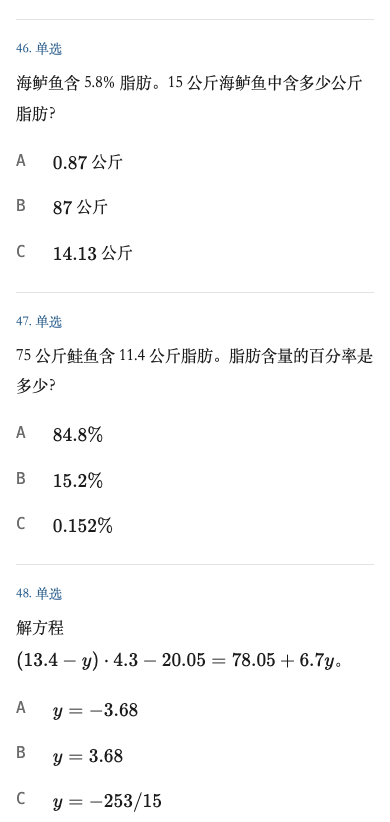 46. 单选
海鲈鱼含 5.8% 脂肪。15 公斤海鲈鱼中含多少公斤
脂肪?
A 0.87 公斤
B 87 公斤
C 14.13 公斤
47. 单选
75 公斤鲑鱼含 11.4 公斤脂肪。脂肪含量的百分率是
多少?
A 84.8%
B 15.2%
C 0.152%
48. 单选
解方程
(13.4 − y) · 4.3 − 20.05 = 78.05 + 6.7y。
A y = −3.68
B y = 3.68
C y = −253/15